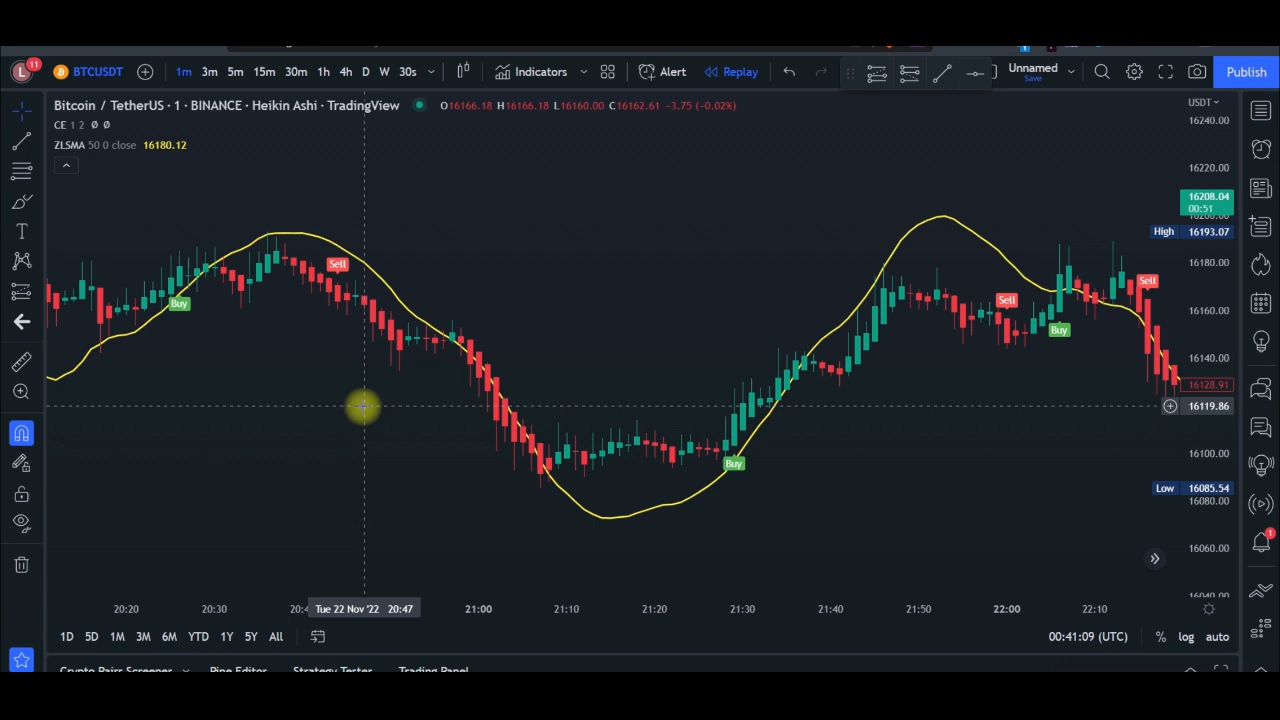 L 11 BTCUSDT 1m 3m 5m 15m 30m 1h 4h D W 30s Indicators Alert Replay Unnamed Save Publish
Bitcoin / TetherUS · 1 · BINANCE · Heikin Ashi · TradingView O16166.18 H16166.18 L16160.00 C16162.61 −3.75 (−0.02%) USDT
CE 1 2 Ø Ø
ZLSMA 50 0 close 16180.12
16240.00
16220.00
16208.04
00:51
16200.00
High 16193.07
16180.00
16160.00
16140.00
16128.91
16119.86
16100.00
Low 16085.54
16080.00
16060.00
16040.00
Sell
Buy
Buy
Sell
Buy
Sell
1
20:20 20:30 Tue 22 Nov '22 20:47 21:00 21:10 21:20 21:30 21:40 21:50 22:00 22:10
1D 5D 1M 3M 6M YTD 1Y 5Y All 00:41:09 (UTC) % log auto
Crypto Pairs Screener Pine Editor Strategy Tester Trading Panel